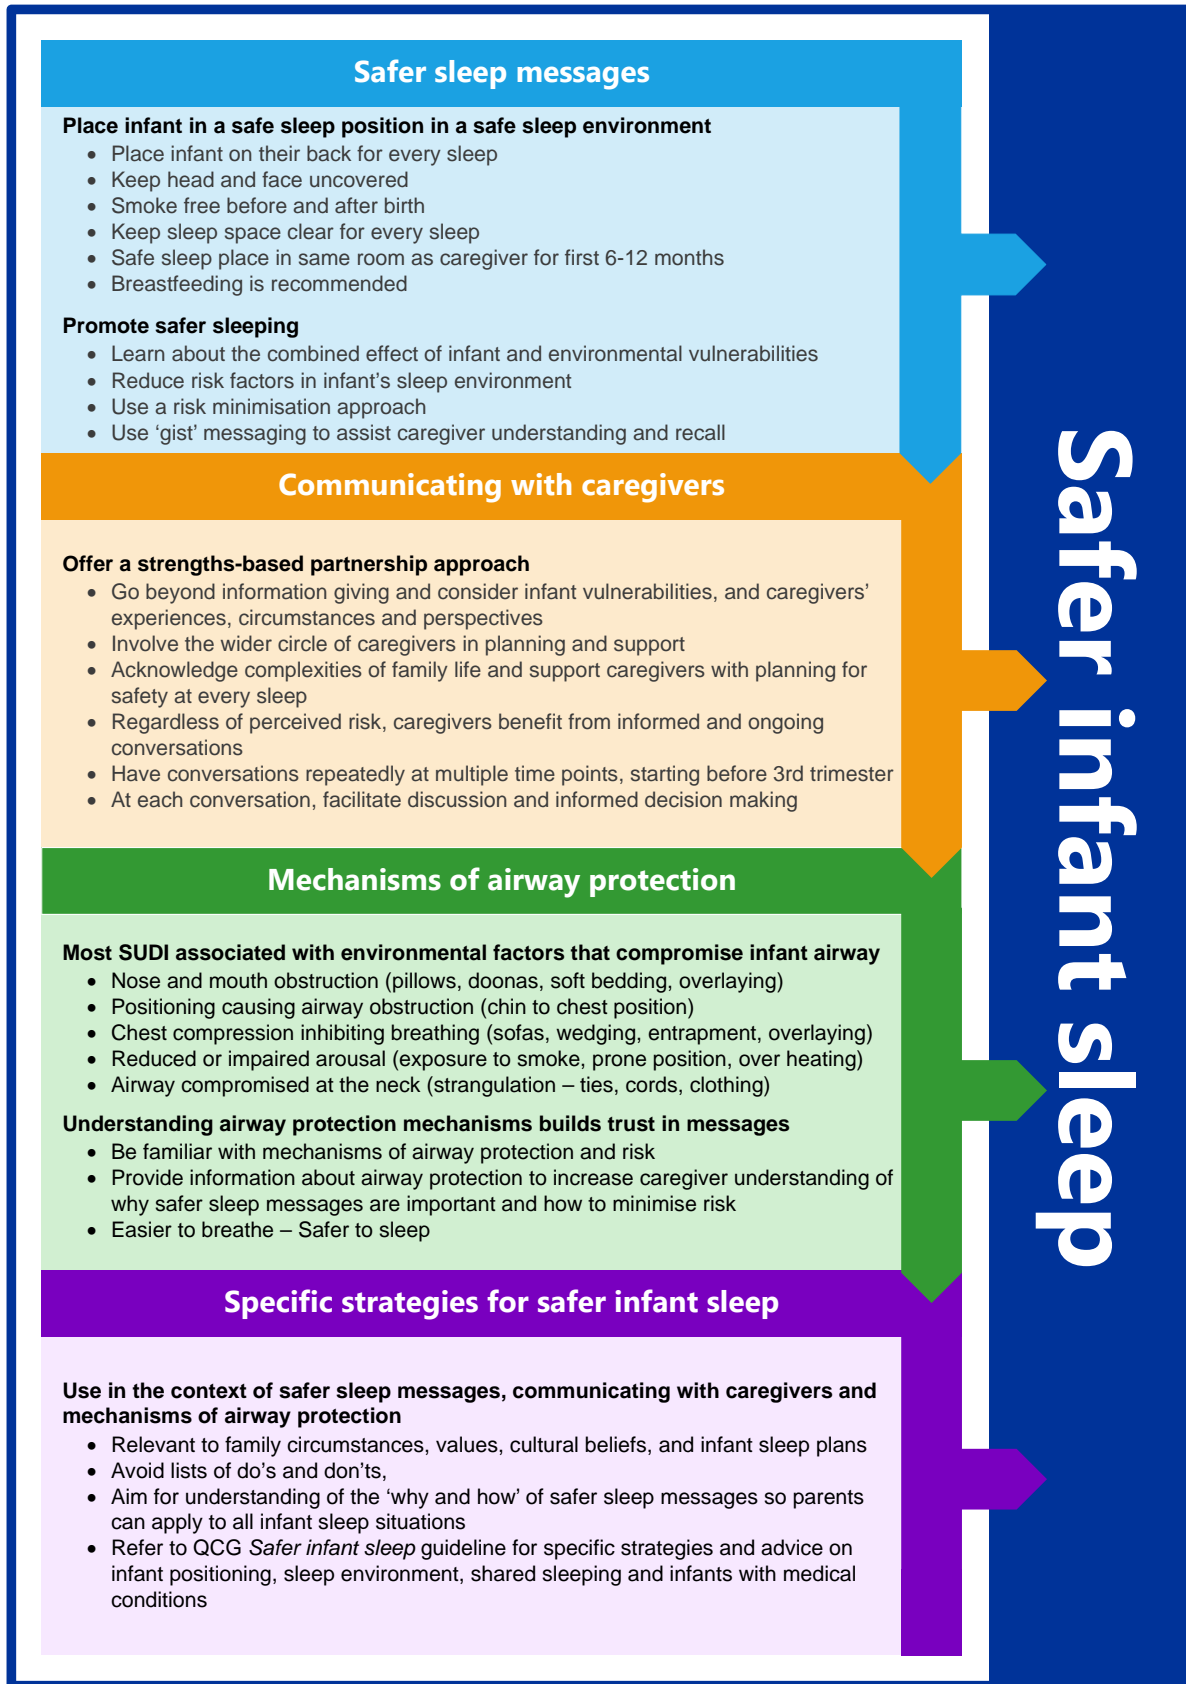 Safer sleep messages
Place infant in a safe sleep position in a safe sleep environment
• Place infant on their back for every sleep
• Keep head and face uncovered
• Smoke free before and after birth
• Keep sleep space clear for every sleep
• Safe sleep place in same room as caregiver for first 6-12 months
• Breastfeeding is recommended
Promote safer sleeping
• Learn about the combined effect of infant and environmental vulnerabilities
• Reduce risk factors in infant's sleep environment
• Use a risk minimisation approach
• Use ‘gist’ messaging to assist caregiver understanding and recall
Communicating with caregivers
Offer a strengths-based partnership approach
• Go beyond information giving and consider infant vulnerabilities, and caregivers’
experiences, circumstances and perspectives
• Involve the wider circle of caregivers in planning and support
• Acknowledge complexities of family life and support caregivers with planning for
safety at every sleep
• Regardless of perceived risk, caregivers benefit from informed and ongoing
conversations
• Have conversations repeatedly at multiple time points, starting before 3rd trimester
• At each conversation, facilitate discussion and informed decision making
Mechanisms of airway protection
Most SUDI associated with environmental factors that compromise infant airway
• Nose and mouth obstruction (pillows, doonas, soft bedding, overlaying)
• Positioning causing airway obstruction (chin to chest position)
• Chest compression inhibiting breathing (sofas, wedging, entrapment, overlaying)
• Reduced or impaired arousal (exposure to smoke, prone position, over heating)
• Airway compromised at the neck (strangulation – ties, cords, clothing)
Understanding airway protection mechanisms builds trust in messages
• Be familiar with mechanisms of airway protection and risk
• Provide information about airway protection to increase caregiver understanding of
why safer sleep messages are important and how to minimise risk
• Easier to breathe – Safer to sleep
Specific strategies for safer infant sleep
Use in the context of safer sleep messages, communicating with caregivers and
mechanisms of airway protection
• Relevant to family circumstances, values, cultural beliefs, and infant sleep plans
• Avoid lists of do’s and don’ts,
• Aim for understanding of the ‘why and how’ of safer sleep messages so parents
can apply to all infant sleep situations
• Refer to QCG Safer infant sleep guideline for specific strategies and advice on
infant positioning, sleep environment, shared sleeping and infants with medical
conditions
Safer infant sleep